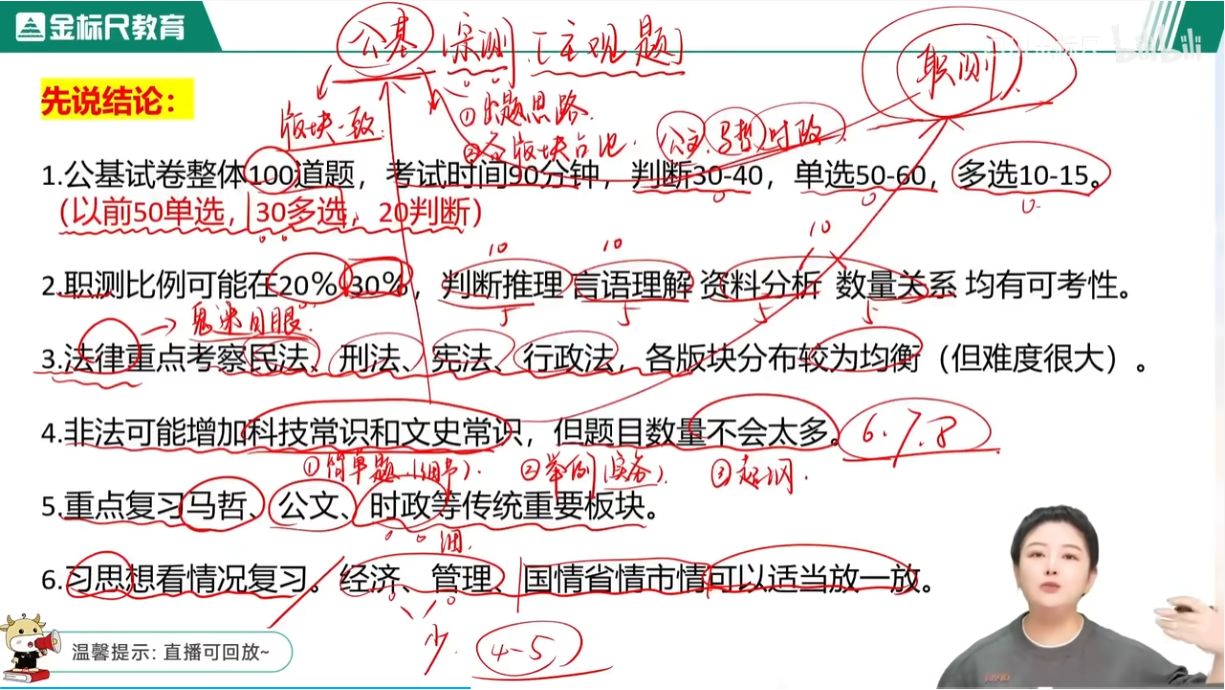 金标尺教育
公基 深测 [主观题]
职测
bilibili
先说结论：
版块一致
①出题思路
②各版块占比. 公文、马哲、时政
1.公基试卷整体100道题，考试时间90分钟，判断30-40，单选50-60，多选10-15。
（以前50单选，30多选，20判断）
10 10 10
2.职测比例可能在20%30%，判断推理 言语理解 资料分析 数量关系 均有可考性。
5 5 5 5
3.法律重点考察民法、刑法、宪法、行政法，各版块分布较为均衡（但难度很大）。
4.非法可能增加科技常识和文史常识，但题目数量不会太多。 6.7.8
①简单题（细节）. ②举例（实务）. ③超纲.
5.重点复习马哲、公文、时政等传统重要板块。
细.
6.习思想看情况复习。经济、管理、国情省情市情可以适当放一放。
少. 4-5
温馨提示：直播可回放~